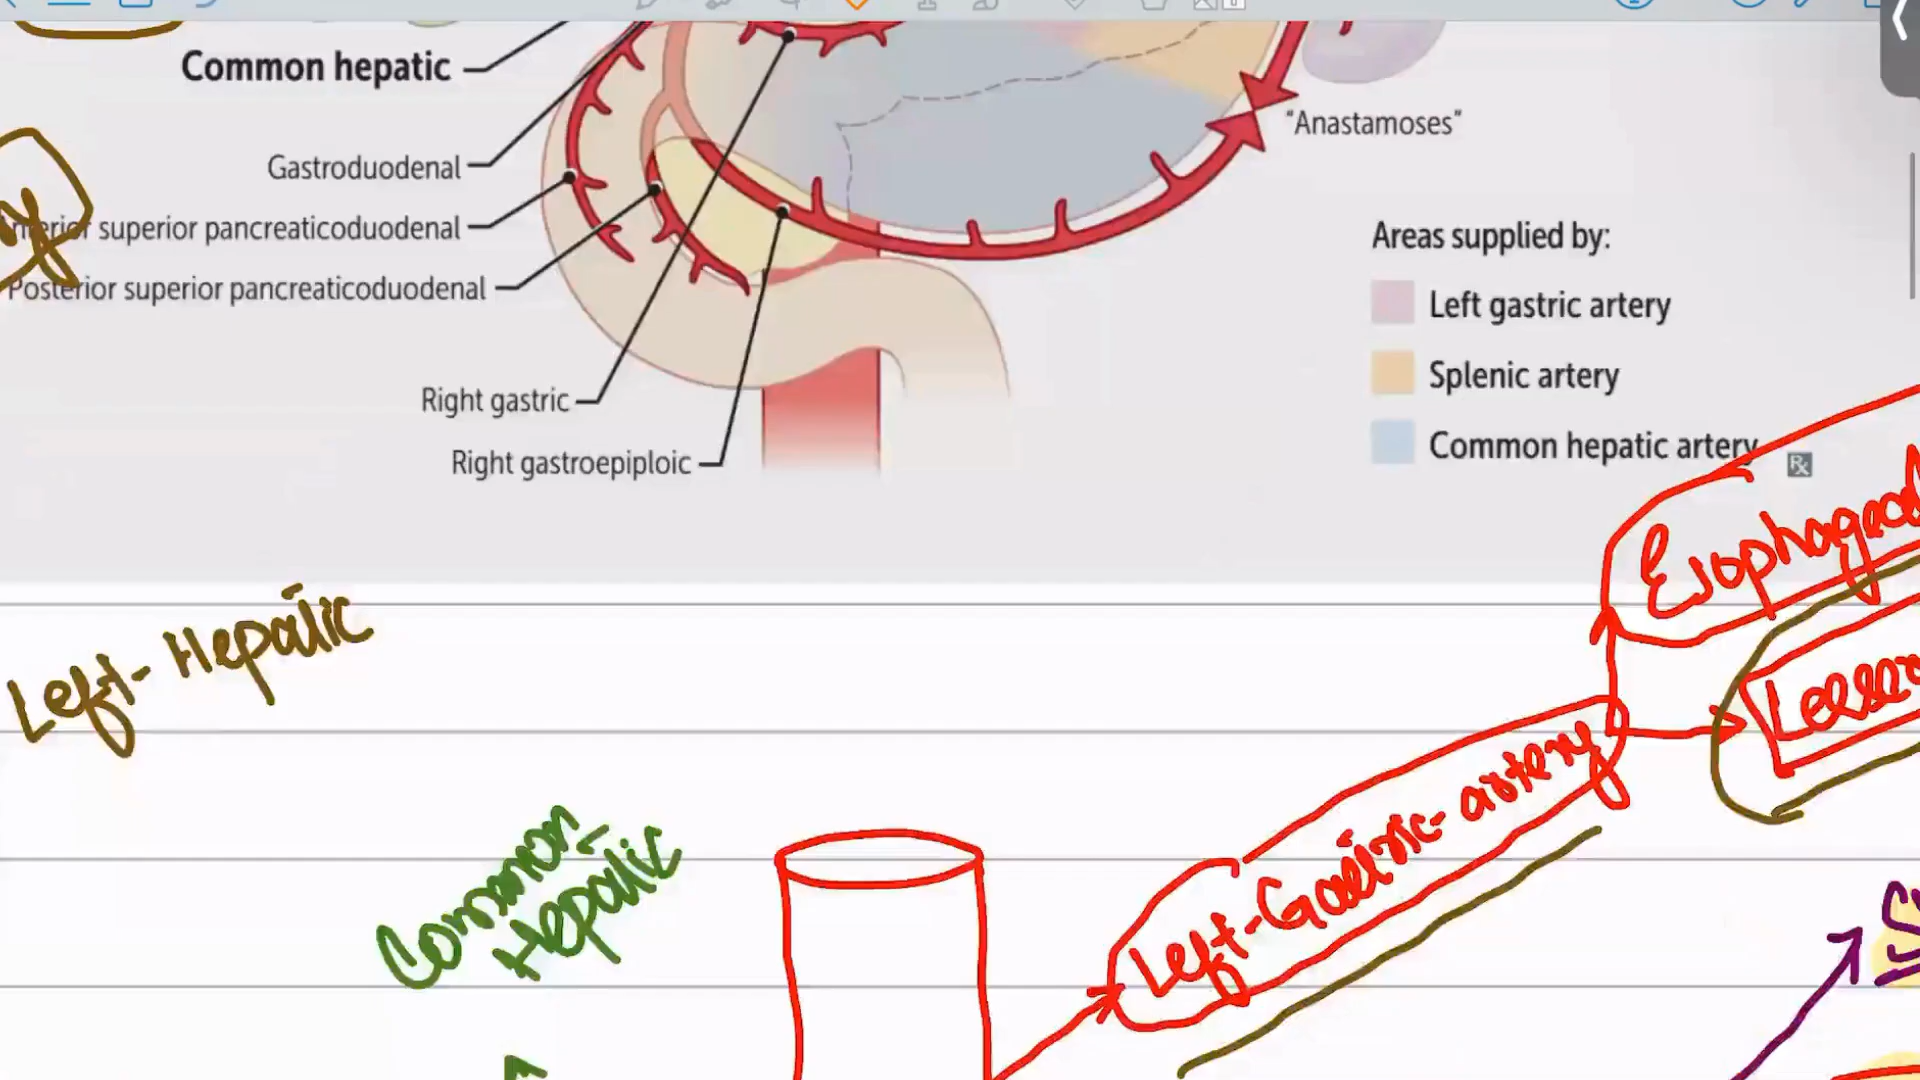 Common hepatic
"Anastamoses"
Gastroduodenal
superior pancreaticoduodenal
Posterior superior pancreaticoduodenal
Areas supplied by:
Left gastric artery
Splenic artery
Common hepatic artery
Rx
Right gastric
Right gastroepiploic
Left-Hepatic
Common-
Hepatic
Left-Gastric-artery